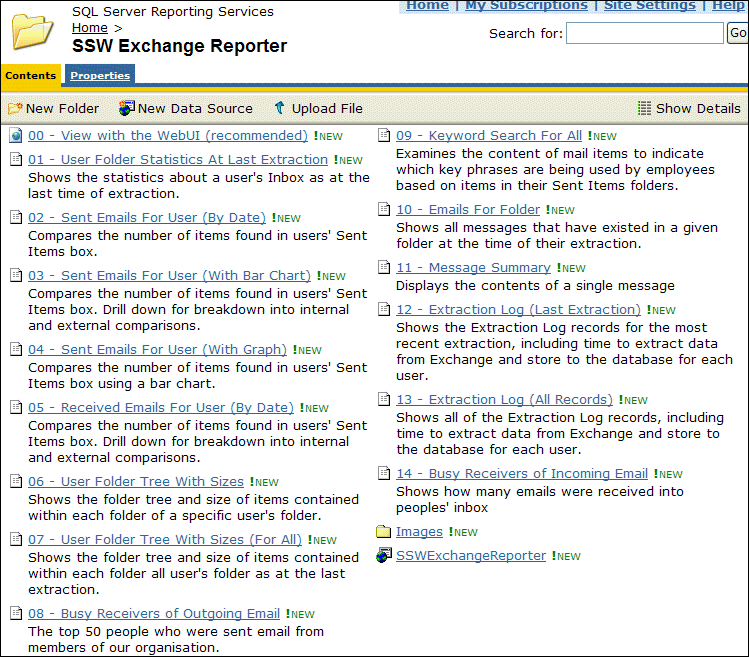 SQL Server Reporting Services
Home >
SSW Exchange Reporter
Home | My Subscriptions | Site Settings | Help
Search for:
Go
Contents
Properties
New Folder
New Data Source
Upload File
Show Details
00 - View with the WebUI (recommended) !NEW
01 - User Folder Statistics At Last Extraction !NEW
Shows the statistics about a user's Inbox as at the
last time of extraction.
02 - Sent Emails For User (By Date) !NEW
Compares the number of items found in users' Sent
Items box.
03 - Sent Emails For User (With Bar Chart) !NEW
Compares the number of items found in users' Sent
Items box. Drill down for breakdown into internal
and external comparisons.
04 - Sent Emails For User (With Graph) !NEW
Compares the number of items found in users' Sent
Items box using a bar chart.
05 - Received Emails For User (By Date) !NEW
Compares the number of items found in users' Sent
Items box. Drill down for breakdown into internal
and external comparisons.
06 - User Folder Tree With Sizes !NEW
Shows the folder tree and size of items contained
within each folder of a specific user's folder.
07 - User Folder Tree With Sizes (For All) !NEW
Shows the folder tree and size of items contained
within each folder all user's folder as at the last
extraction.
08 - Busy Receivers of Outgoing Email !NEW
The top 50 people who were sent email from
members of our organisation.
09 - Keyword Search For All !NEW
Examines the content of mail items to indicate
which key phrases are being used by employees
based on items in their Sent Items folders.
10 - Emails For Folder !NEW
Shows all messages that have existed in a given
folder at the time of their extraction.
11 - Message Summary !NEW
Displays the contents of a single message
12 - Extraction Log (Last Extraction) !NEW
Shows the Extraction Log records for the most
recent extraction, including time to extract data
from Exchange and store to the database for each
user.
13 - Extraction Log (All Records) !NEW
Shows all of the Extraction Log records, including
time to extract data from Exchange and store to
the database for each user.
14 - Busy Receivers of Incoming Email !NEW
Shows how many emails were received into
peoples' inbox
Images !NEW
SSWExchangeReporter !NEW